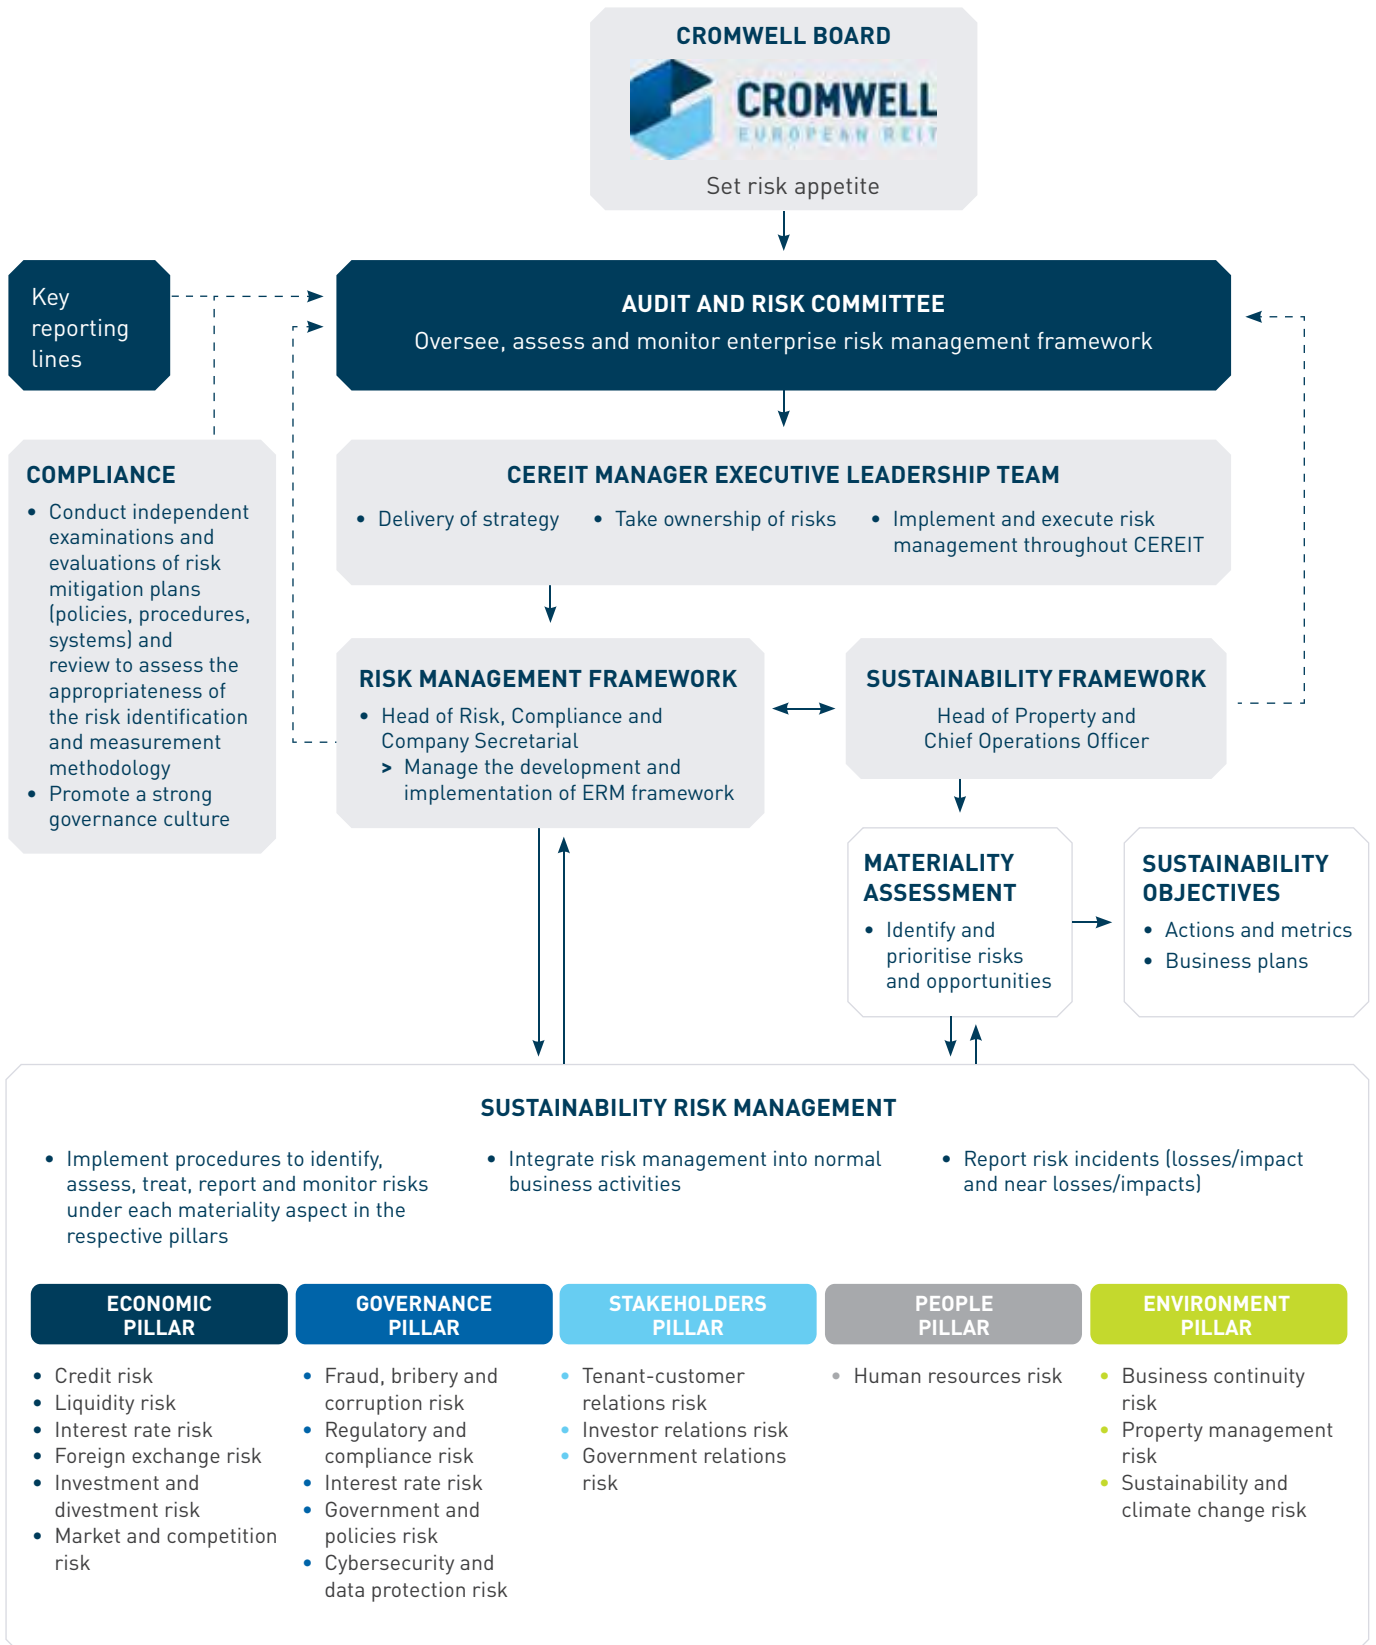 CROMWELL BOARD
CROMWELL
EUROPEAN REIT
Set risk appetite
Key
reporting
lines
AUDIT AND RISK COMMITTEE
Oversee, assess and monitor enterprise risk management framework
COMPLIANCE
• Conduct independent
examinations and
evaluations of risk
mitigation plans
(policies, procedures,
systems) and
review to assess the
appropriateness of
the risk identification
and measurement
methodology
• Promote a strong
governance culture
CEREIT MANAGER EXECUTIVE LEADERSHIP TEAM
• Delivery of strategy
• Take ownership of risks
• Implement and execute risk
management throughout CEREIT
RISK MANAGEMENT FRAMEWORK
• Head of Risk, Compliance and
Company Secretarial
> Manage the development and
implementation of ERM framework
SUSTAINABILITY FRAMEWORK
Head of Property and
Chief Operations Officer
MATERIALITY
ASSESSMENT
• Identify and
prioritise risks
and opportunities
SUSTAINABILITY
OBJECTIVES
• Actions and metrics
• Business plans
SUSTAINABILITY RISK MANAGEMENT
• Implement procedures to identify,
assess, treat, report and monitor risks
under each materiality aspect in the
respective pillars
• Integrate risk management into normal
business activities
• Report risk incidents (losses/impact
and near losses/impacts)
ECONOMIC
PILLAR
• Credit risk
• Liquidity risk
• Interest rate risk
• Foreign exchange risk
• Investment and
divestment risk
• Market and competition
risk
GOVERNANCE
PILLAR
• Fraud, bribery and
corruption risk
• Regulatory and
compliance risk
• Interest rate risk
• Government and
policies risk
• Cybersecurity and
data protection risk
STAKEHOLDERS
PILLAR
• Tenant-customer
relations risk
• Investor relations risk
• Government relations
risk
PEOPLE
PILLAR
• Human resources risk
ENVIRONMENT
PILLAR
• Business continuity
risk
• Property management
risk
• Sustainability and
climate change risk